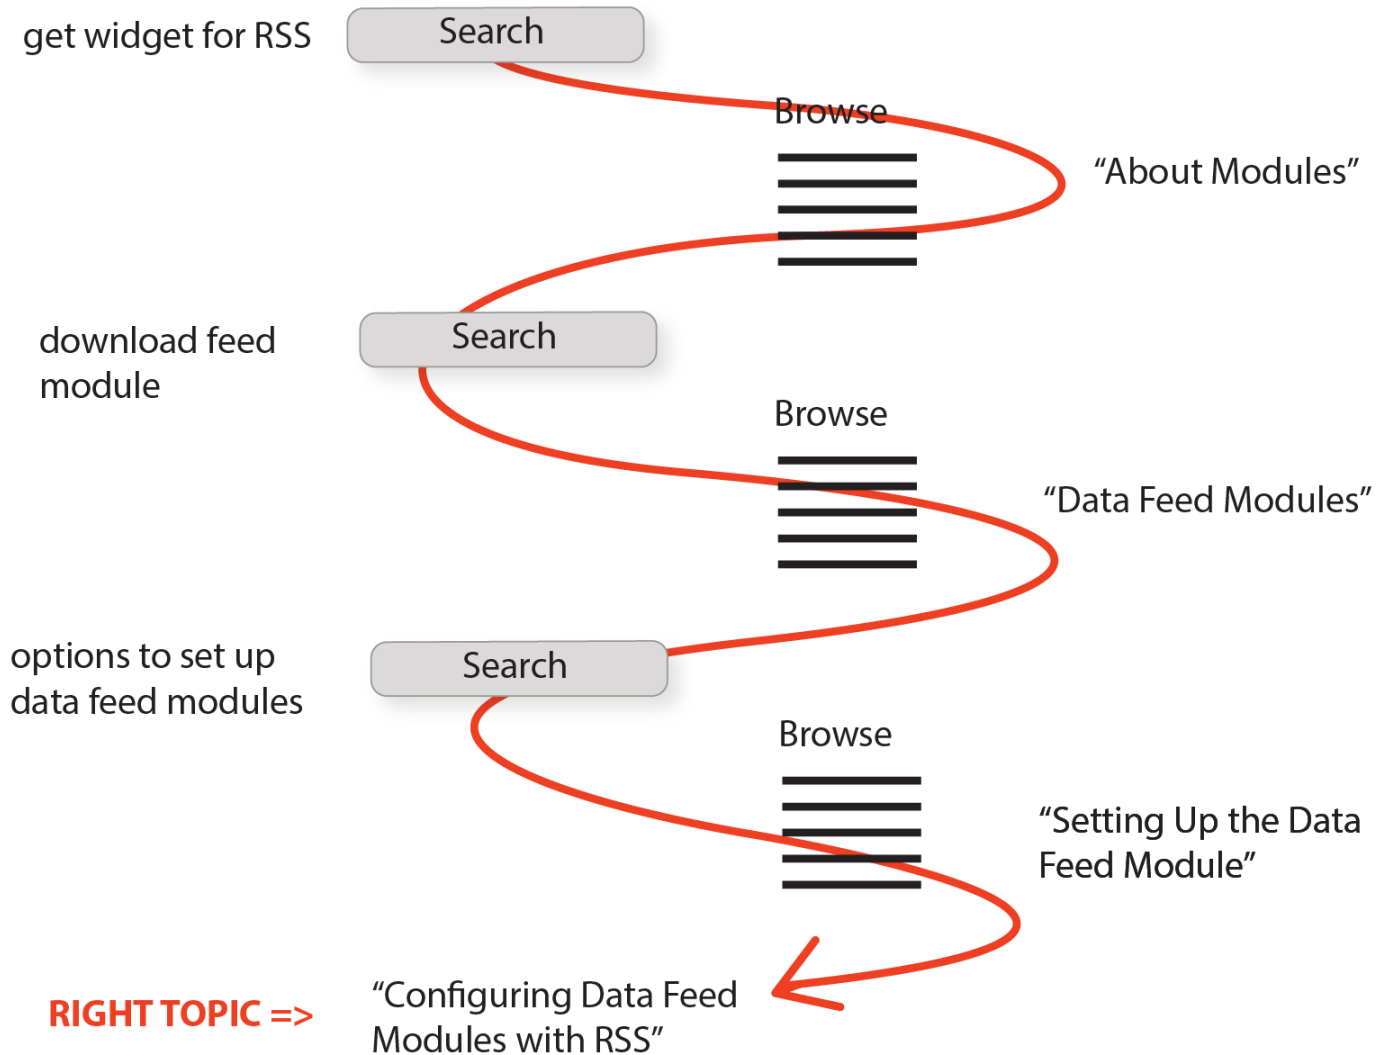 get widget for RSS
Search
Browse
“About Modules”
download feed
module
Search
Browse
“Data Feed Modules”
options to set up
data feed modules
Search
Browse
“Setting Up the Data
Feed Module”
RIGHT TOPIC =>
“Configuring Data Feed
Modules with RSS”